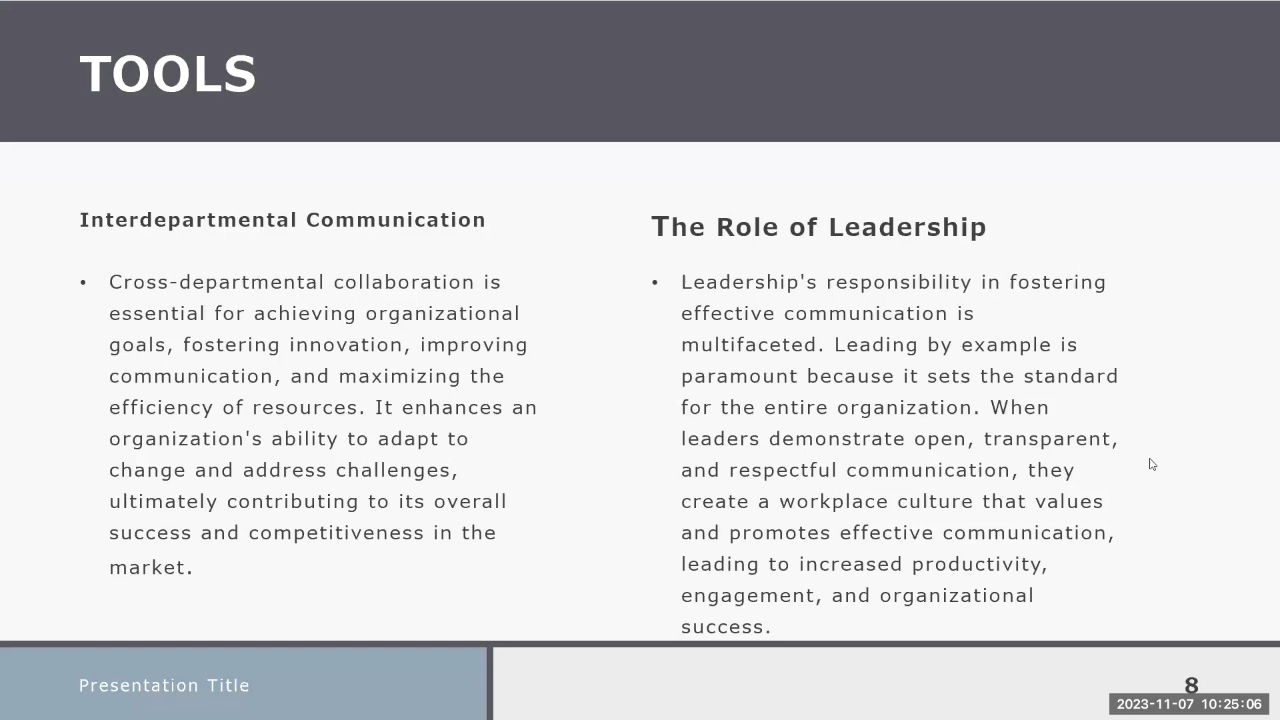 TOOLS
Interdepartmental Communication
• Cross-departmental collaboration is
essential for achieving organizational
goals, fostering innovation, improving
communication, and maximizing the
efficiency of resources. It enhances an
organization's ability to adapt to
change and address challenges,
ultimately contributing to its overall
success and competitiveness in the
market.
The Role of Leadership
• Leadership's responsibility in fostering
effective communication is
multifaceted. Leading by example is
paramount because it sets the standard
for the entire organization. When
leaders demonstrate open, transparent,
and respectful communication, they
create a workplace culture that values
and promotes effective communication,
leading to increased productivity,
engagement, and organizational
success.
Presentation Title
8
2023-11-07 10:25:06